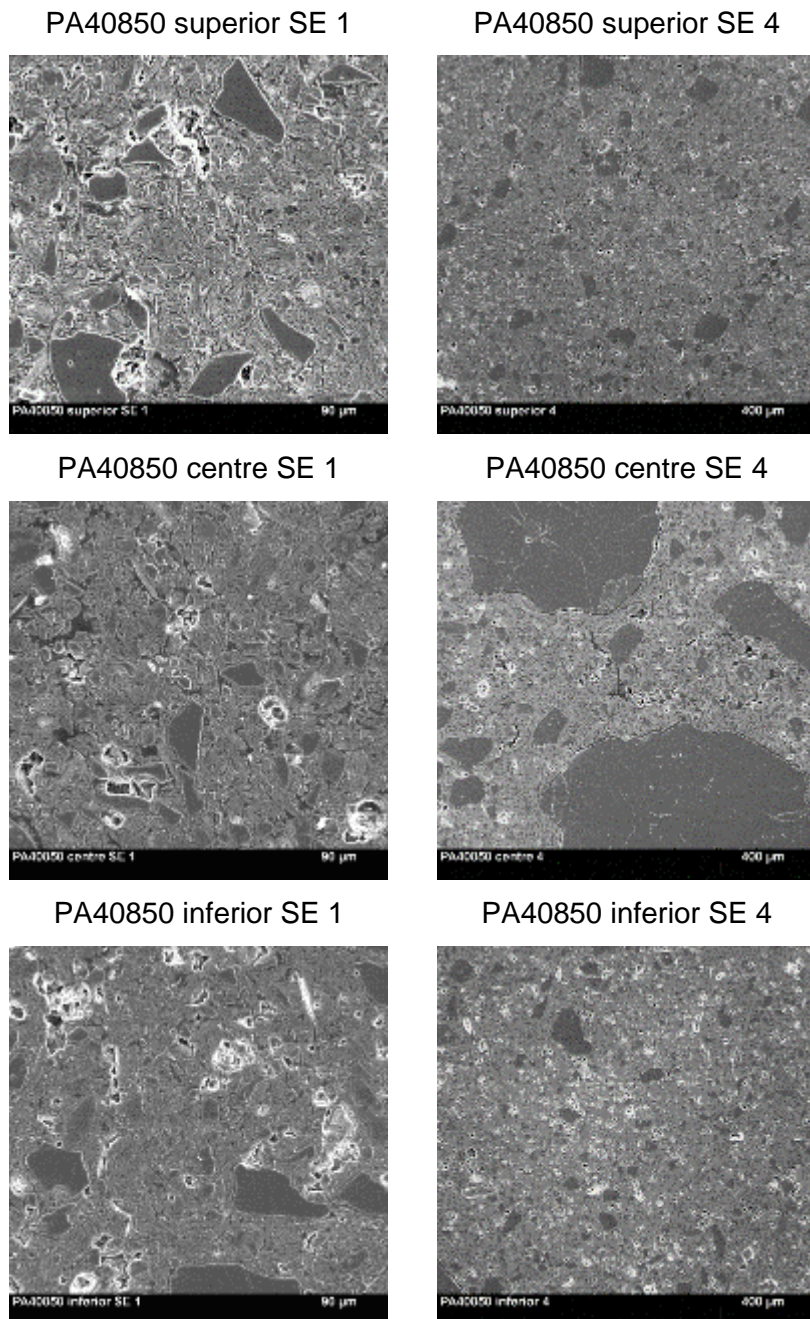 PA40850 superior SE 1
PA40850 superior SE 4
PA40850 superior SE 1 90 µm
PA40850 superior 4 400 µm
PA40850 centre SE 1
PA40850 centre SE 4
PA40850 centre SE 1 90 µm
PA40850 centre 4 400 µm
PA40850 inferior SE 1
PA40850 inferior SE 4
PA40850 inferior SE 1 90 µm
PA40850 inferior 4 400 µm